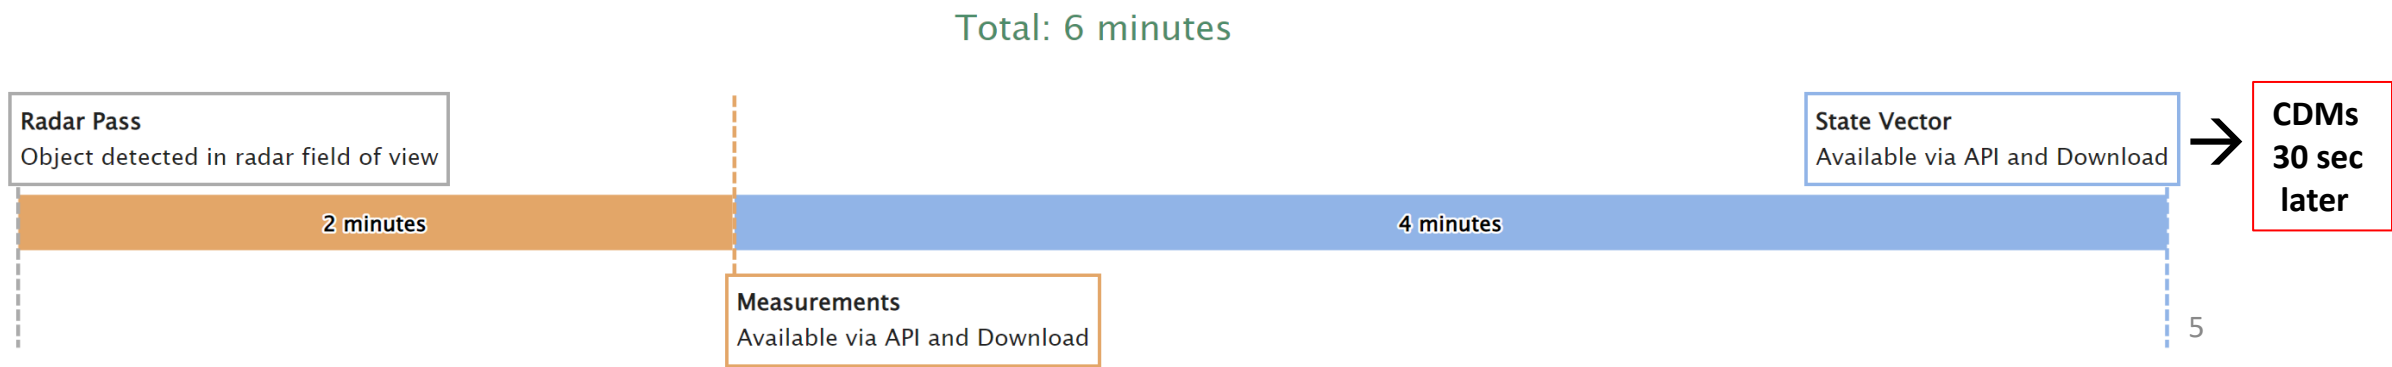 Total: 6 minutes
Radar Pass
Object detected in radar field of view
State Vector
Available via API and Download
→
CDMs
30 sec
later
2 minutes
4 minutes
Measurements
Available via API and Download
5